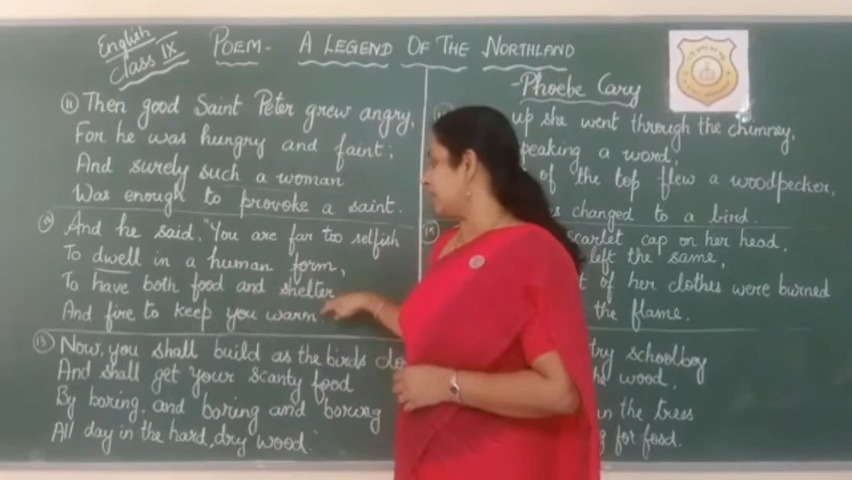 English
Class IX
POEM- A LEGEND OF THE NORTHLAND
-Phoebe Cary
11 Then good Saint Peter grew angry,
For he was hungry and faint;
And surely such a woman
Was enough to provoke a saint.
12 And he said, "You are far too selfish
To dwell in a human form,
To have both food and shelter
And fire to keep you warm
13 Now, you shall build as the birds do
And shall get your scanty food
By boring, and boring and boring
All day in the hard, dry wood."
up she went through the chimney,
speaking a word,
of the top flew a woodpecker,
changed to a bird.
scarlet cap on her head,
left the same,
of her clothes were burned
the flame.
schoolboy
wood,
in the trees
for food.